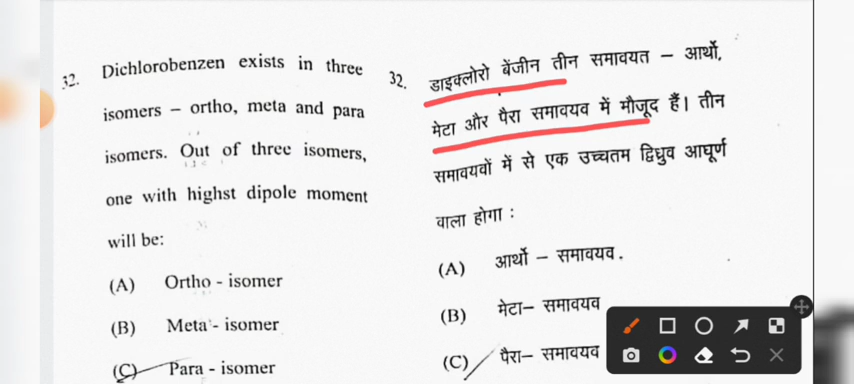 32. Dichlorobenzen exists in three
isomers – ortho, meta and para
isomers. Out of three isomers,
one with highst dipole moment
will be:
(A) Ortho - isomer
(B) Meta - isomer
(C) Para - isomer
32. डाइक्लोरो बेंजीन तीन समावयत – आर्थो,
मेटा और पैरा समावयव में मौजूद हैं। तीन
समावयवों में से एक उच्चतम द्विध्रुव आघूर्ण
वाला होगा :
(A) आर्थो – समावयव .
(B) मेटा– समावयव
(C) पैरा– समावयव